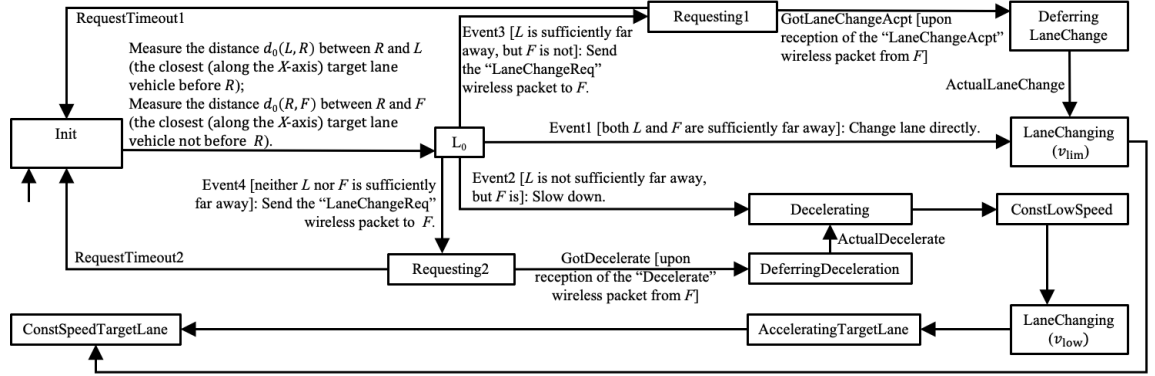 RequestTimeout1
Requesting1
GotLaneChangeAcpt [upon
reception of the “LaneChangeAcpt”
wireless packet from F]
Deferring
LaneChange
Measure the distance d₀(L, R) between R and L
(the closest (along the X-axis) target lane
vehicle before R);
Measure the distance d₀(R, F) between R and F
(the closest (along the X-axis) target lane
vehicle not before R).
Event3 [L is sufficiently far
away, but F is not]: Send
the “LaneChangeReq”
wireless packet to F.
ActualLaneChange
Init
L₀
Event1 [both L and F are sufficiently far away]: Change lane directly.
LaneChanging
(v_lim)
Event4 [neither L nor F is sufficiently
far away]: Send the “LaneChangeReq”
wireless packet to F.
Event2 [L is not sufficiently far away,
but F is]: Slow down.
Decelerating
ConstLowSpeed
ActualDecelerate
RequestTimeout2
Requesting2
GotDecelerate [upon
reception of the “Decelerate”
wireless packet from F]
DeferringDeceleration
ConstSpeedTargetLane
AcceleratingTargetLane
LaneChanging
(v_low)